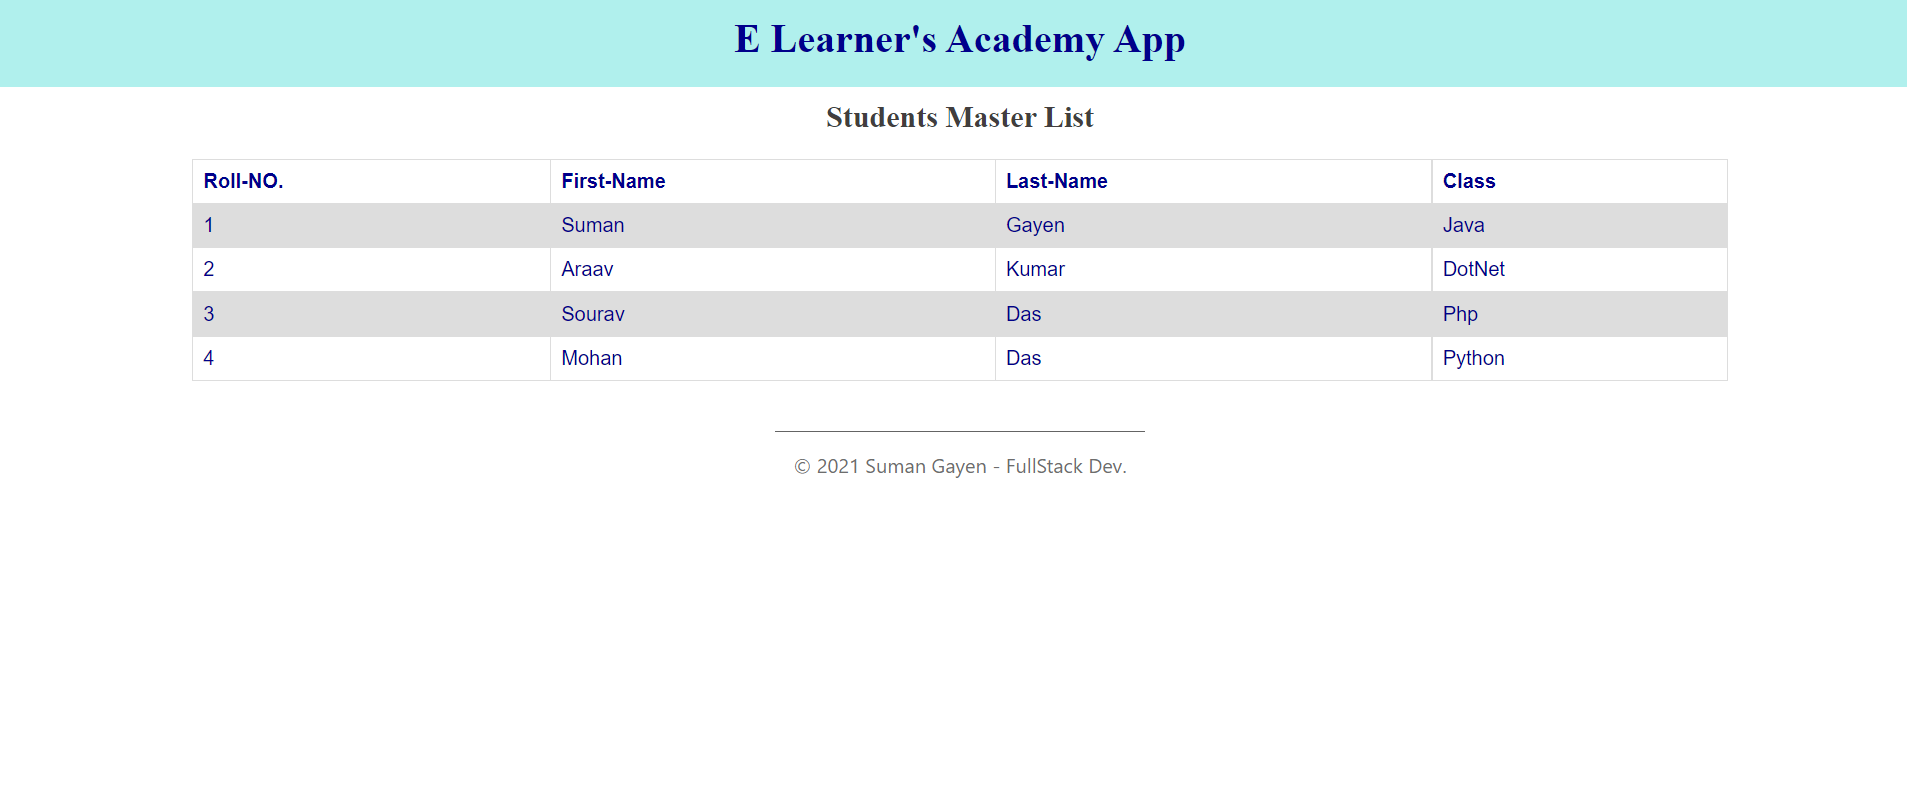 E Learner's Academy App
Students Master List
Roll-NO. First-Name Last-Name Class
1 Suman Gayen Java
2 Araav Kumar DotNet
3 Sourav Das Php
4 Mohan Das Python
© 2021 Suman Gayen - FullStack Dev.